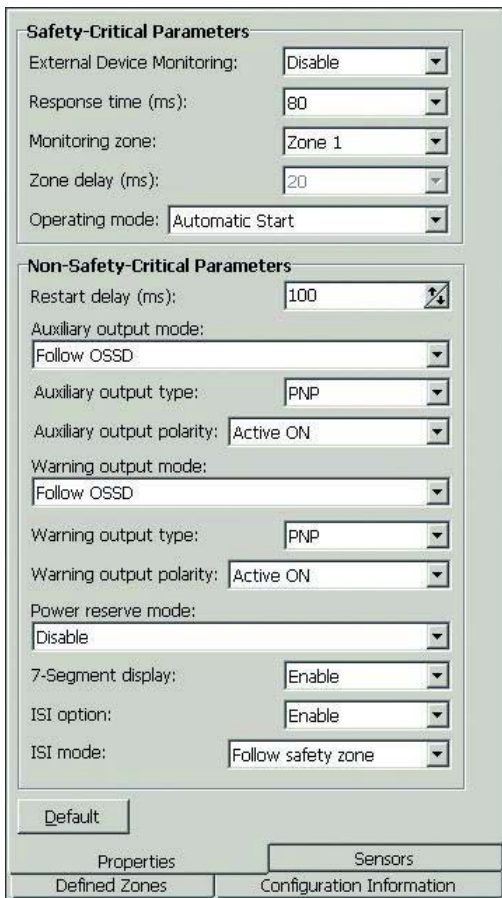 Safety-Critical Parameters
External Device Monitoring: Disable
Response time (ms): 80
Monitoring zone: Zone 1
Zone delay (ms): 20
Operating mode: Automatic Start
Non-Safety-Critical Parameters
Restart delay (ms): 100
Auxiliary output mode:
Follow OSSD
Auxiliary output type: PNP
Auxiliary output polarity: Active ON
Warning output mode:
Follow OSSD
Warning output type: PNP
Warning output polarity: Active ON
Power reserve mode:
Disable
7-Segment display: Enable
ISI option: Enable
ISI mode: Follow safety zone
Default
Properties Sensors
Defined Zones Configuration Information